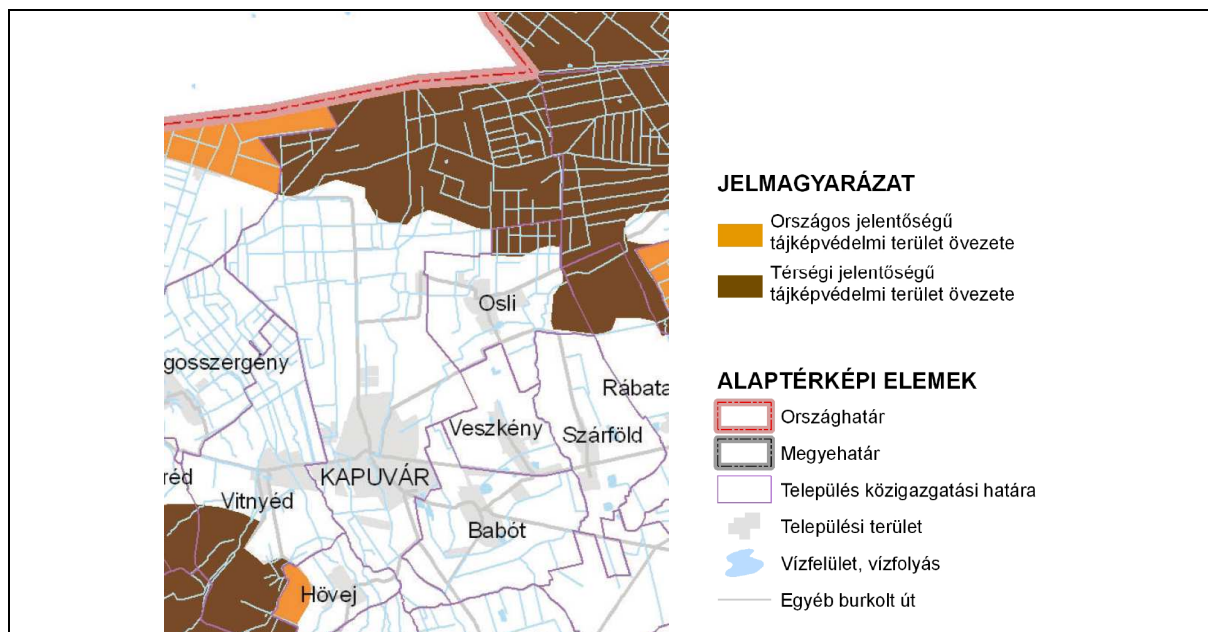 Osli
gosszergény
Rábata
Veszkény
Szárföld
réd
KAPUVÁR
Vitnyéd
Babót
Hövej
JELMAGYARÁZAT
Országos jelentőségű
tájképvédelmi terület övezete
Térségi jelentőségű
tájképvédelmi terület övezete
ALAPTÉRKÉPI ELEMEK
Országhatár
Megyehatár
Település közigazgatási határa
Települési terület
Vízfelület, vízfolyás
Egyéb burkolt út